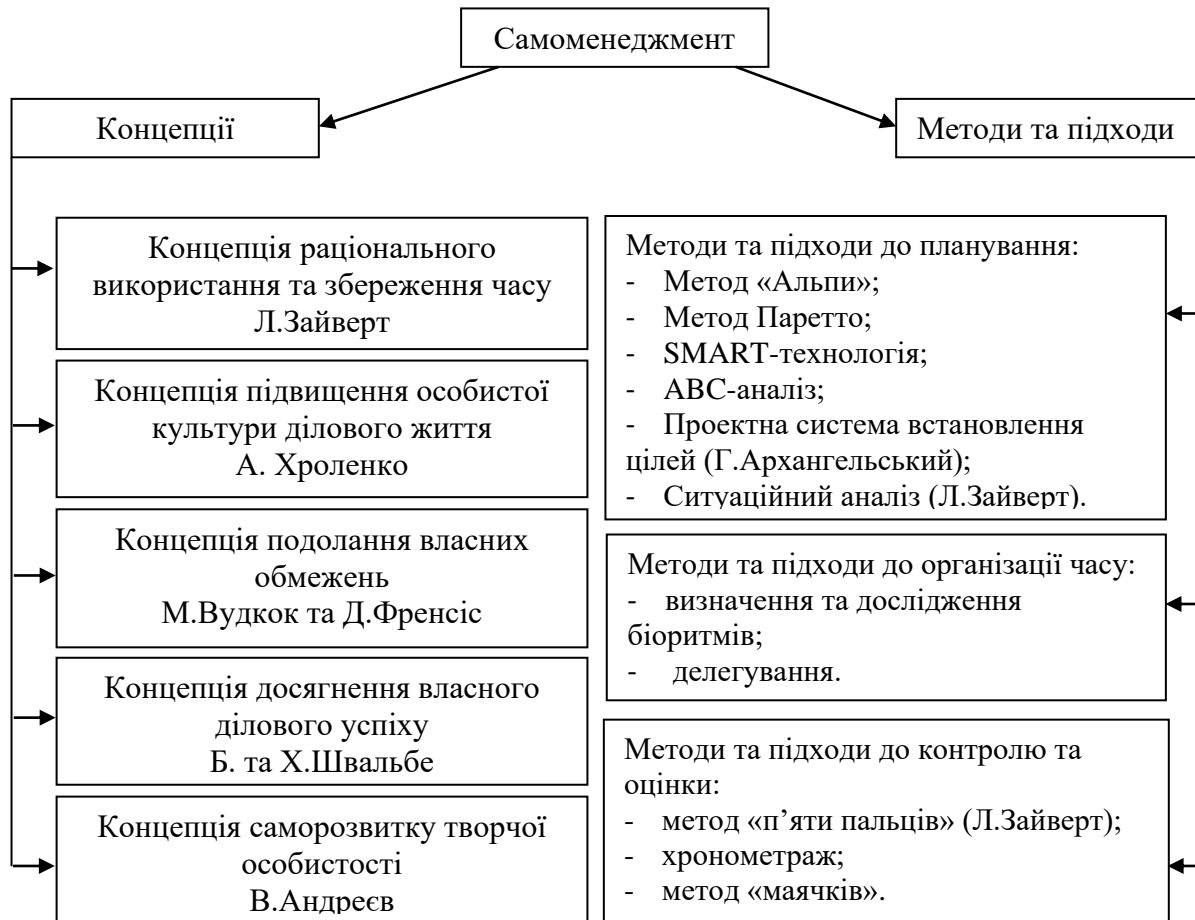 Самоменеджмент
Концепції
Методи та підходи
Концепція раціонального
використання та збереження часу
Л.Зайверт
Концепція підвищення особистої
культури ділового життя
А. Хроленко
Концепція подолання власних
обмежень
М.Вудкок та Д.Френсіс
Концепція досягнення власного
ділового успіху
Б. та Х.Швальбе
Концепція саморозвитку творчої
особистості
В.Андреєв
Методи та підходи до планування:
- Метод «Альпи»;
- Метод Паретто;
- SMART-технологія;
- АВС-аналіз;
- Проектна система встановлення
цілей (Г.Архангельський);
- Ситуаційний аналіз (Л.Зайверт).
Методи та підходи до організації часу:
- визначення та дослідження
біоритмів;
- делегування.
Методи та підходи до контролю та
оцінки:
- метод «п’яти пальців» (Л.Зайверт);
- хронометраж;
- метод «маячків».